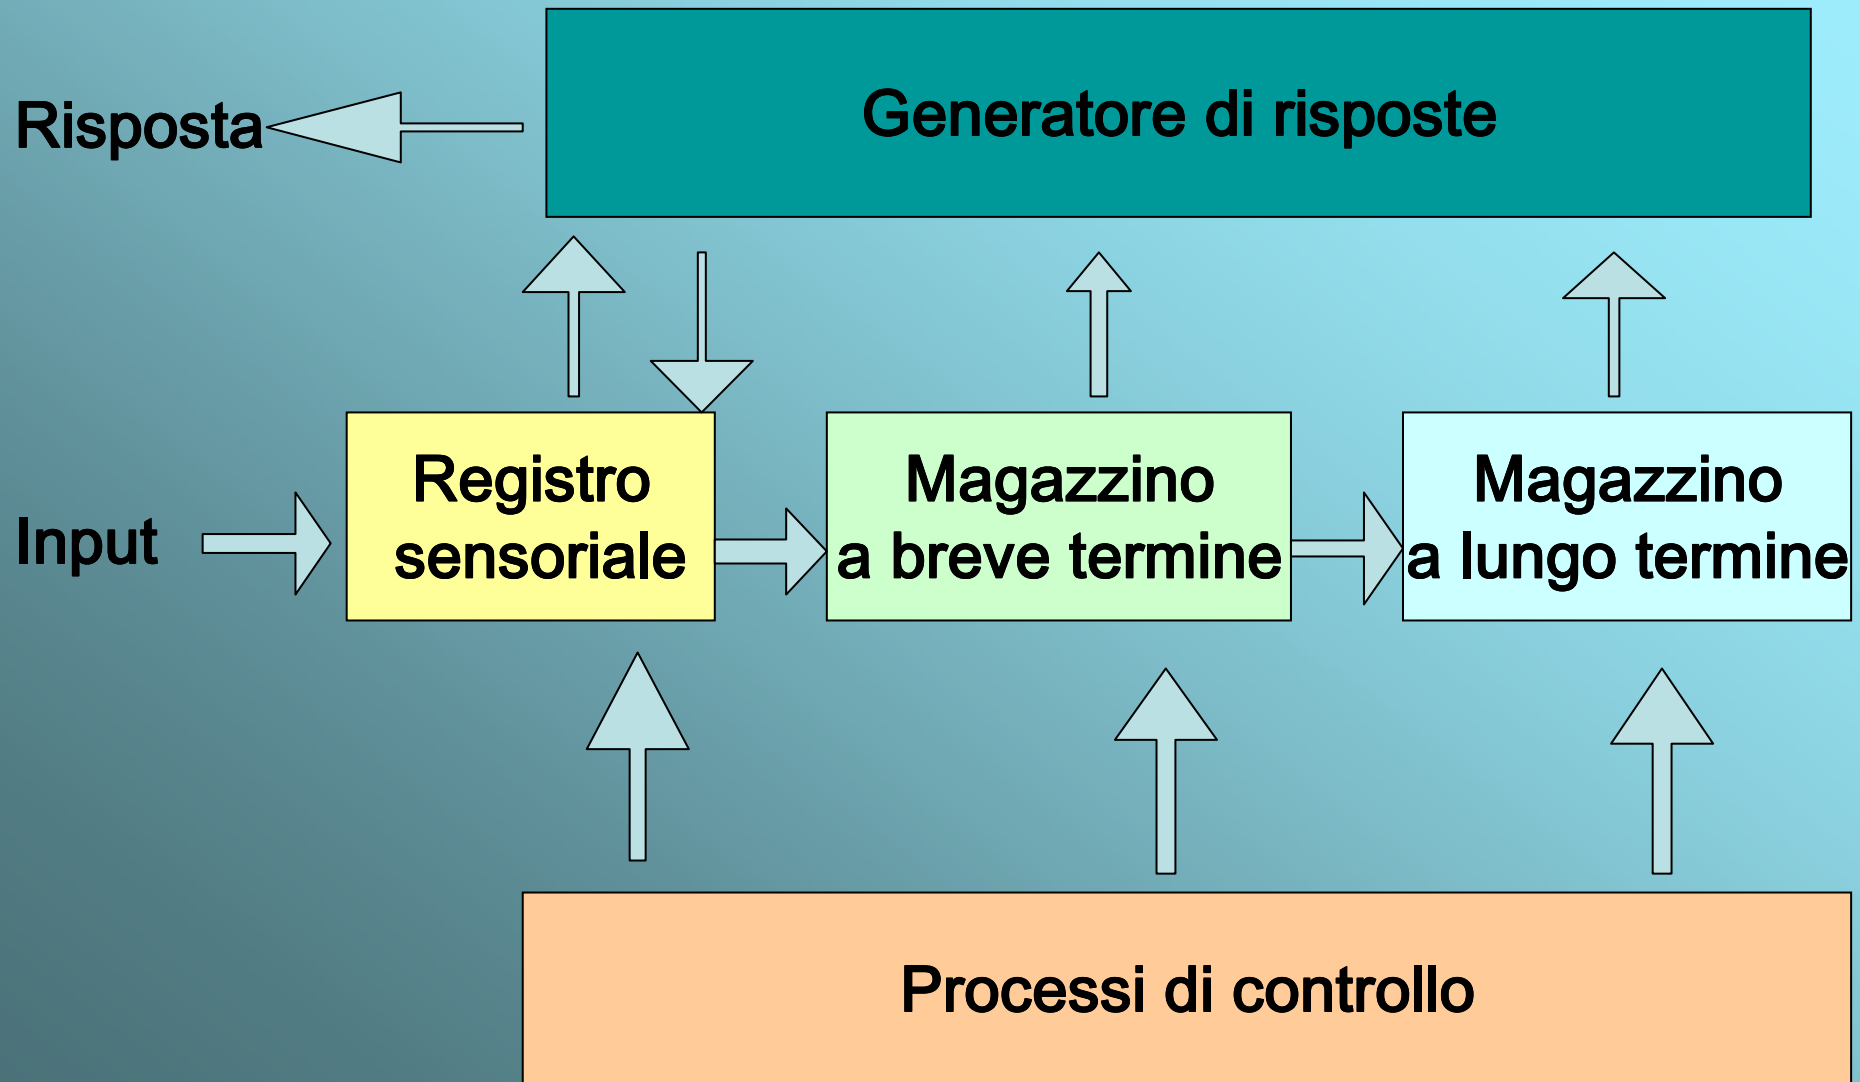 Generatore di risposte
Risposta
Input
Registro
sensoriale
Magazzino
a breve termine
Magazzino
a lungo termine
Processi di controllo